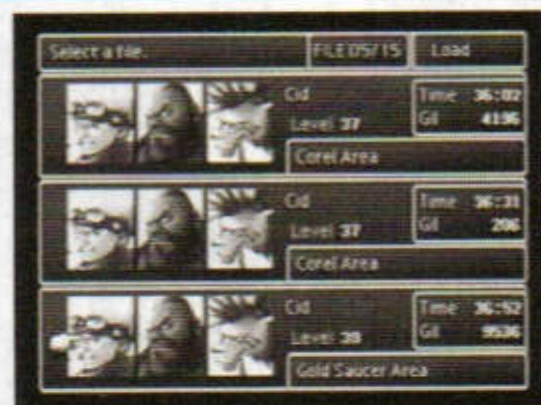 Select a file. FILE 05/15 Load
Cid Time 36:02
Level 37 Gil 4196
Corel Area
Cid Time 36:31
Level 37 Gil 206
Corel Area
Cid Time 36:52
Level 38 Gil 9536
Gold Saucer Area